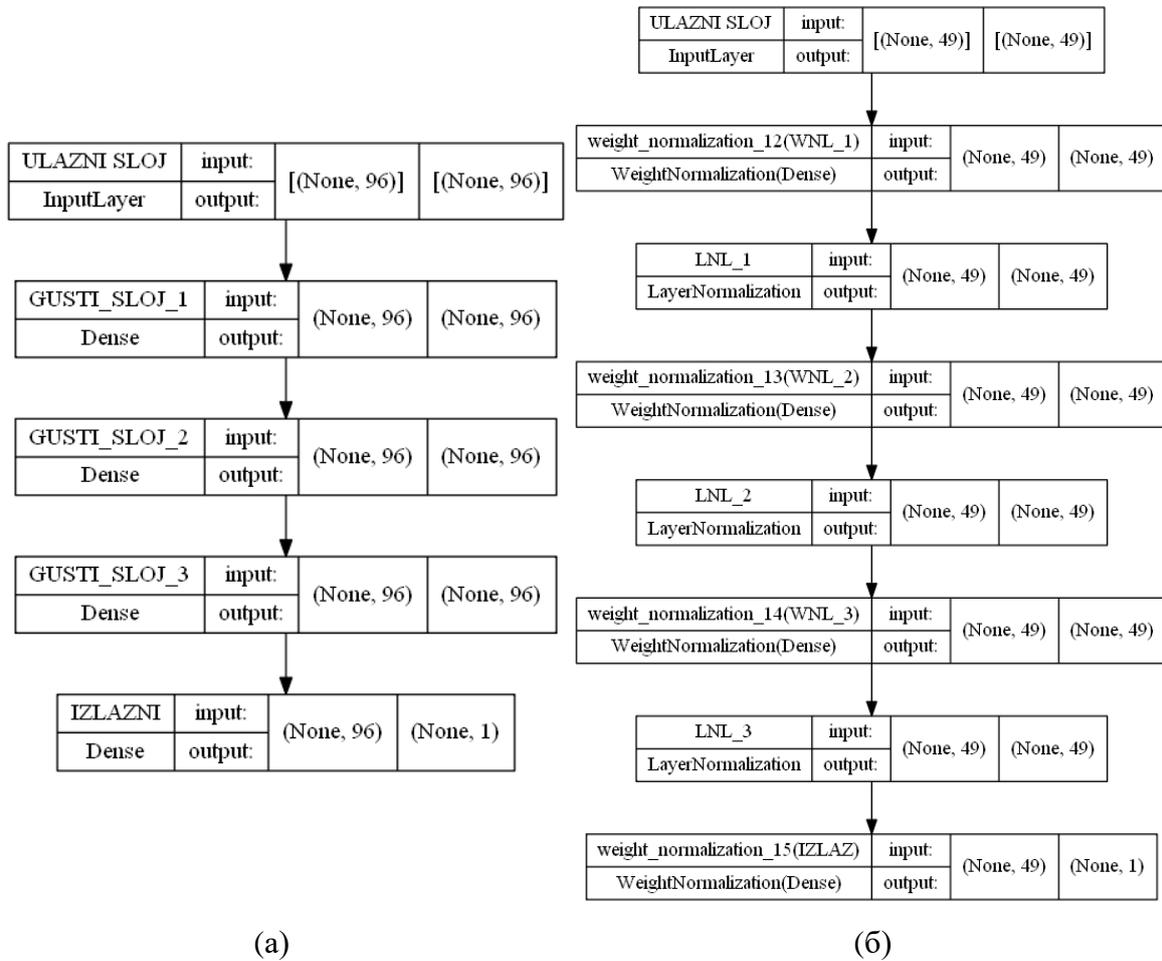 ULAZNI SLOJ input: [(None, 96)] [(None, 96)]
InputLayer output:
GUSTI_SLOJ_1 input: (None, 96) (None, 96)
Dense output:
GUSTI_SLOJ_2 input: (None, 96) (None, 96)
Dense output:
GUSTI_SLOJ_3 input: (None, 96) (None, 96)
Dense output:
IZLAZNI input: (None, 96) (None, 1)
Dense output:
(а)
ULAZNI SLOJ input: [(None, 49)] [(None, 49)]
InputLayer output:
weight_normalization_12(WNL_1) input: (None, 49) (None, 49)
WeightNormalization(Dense) output:
LNL_1 input: (None, 49) (None, 49)
LayerNormalization output:
weight_normalization_13(WNL_2) input: (None, 49) (None, 49)
WeightNormalization(Dense) output:
LNL_2 input: (None, 49) (None, 49)
LayerNormalization output:
weight_normalization_14(WNL_3) input: (None, 49) (None, 49)
WeightNormalization(Dense) output:
LNL_3 input: (None, 49) (None, 49)
LayerNormalization output:
weight_normalization_15(IZLAZ) input: (None, 49) (None, 1)
WeightNormalization(Dense) output:
(б)